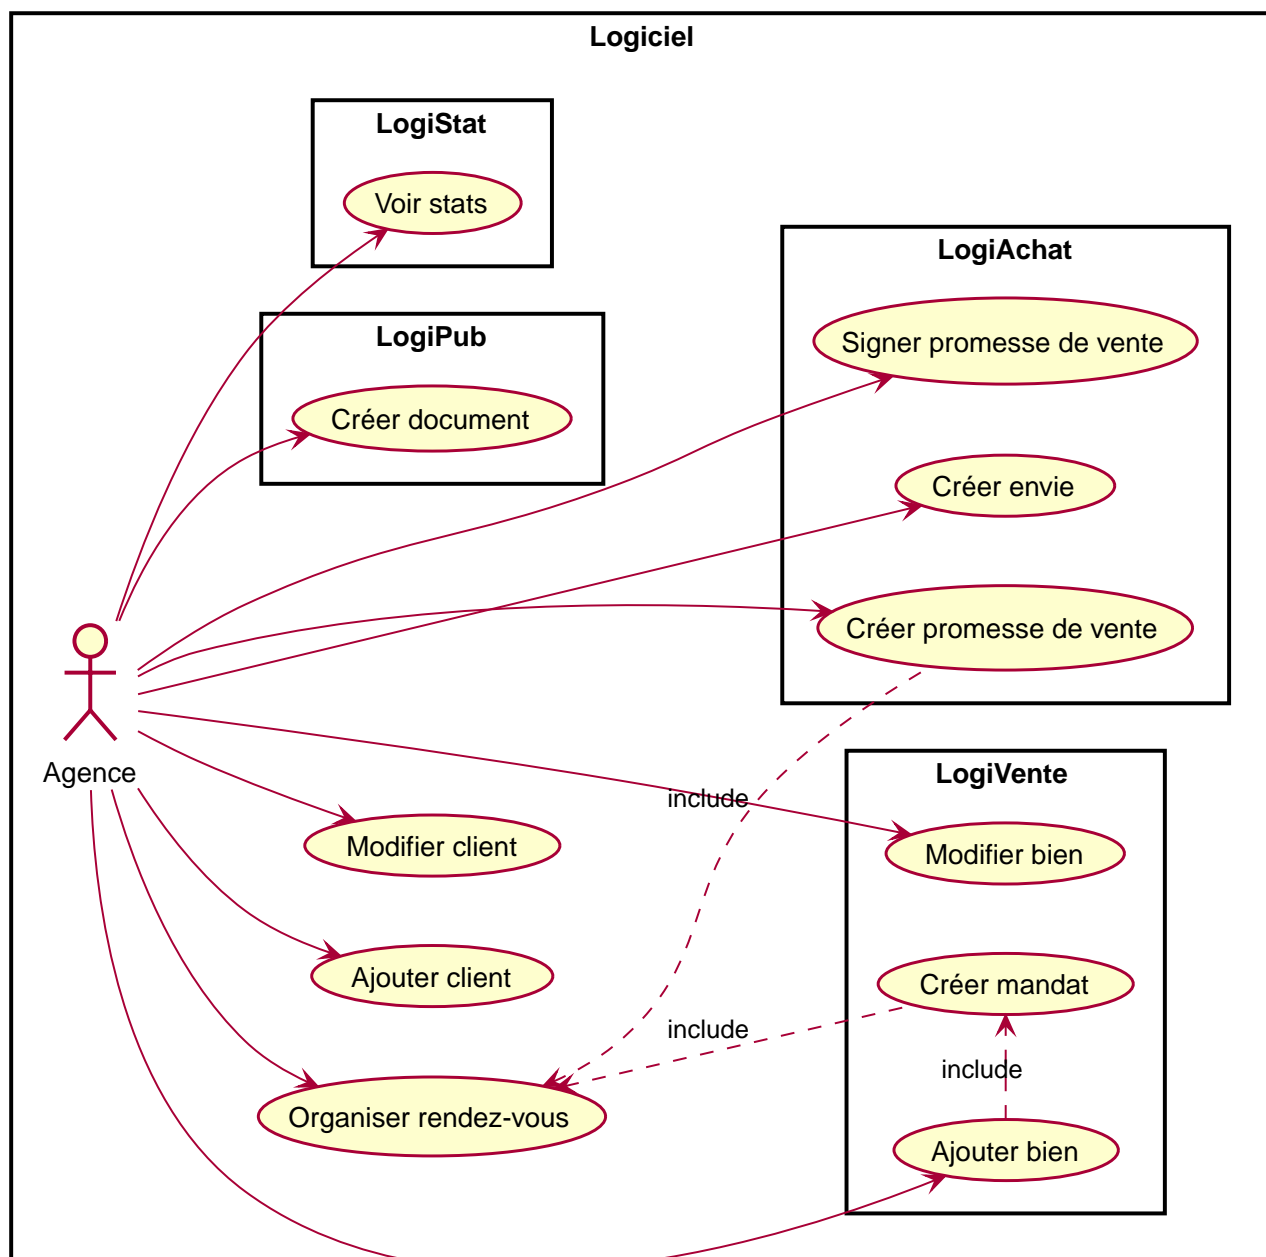 Logiciel
LogiStat
Voir stats
LogiPub
Créer document
LogiAchat
Signer promesse de vente
Créer envie
Créer promesse de vente
Agence
include
LogiVente
Modifier bien
Modifier client
Ajouter client
Créer mandat
include
include
Organiser rendez-vous
Ajouter bien